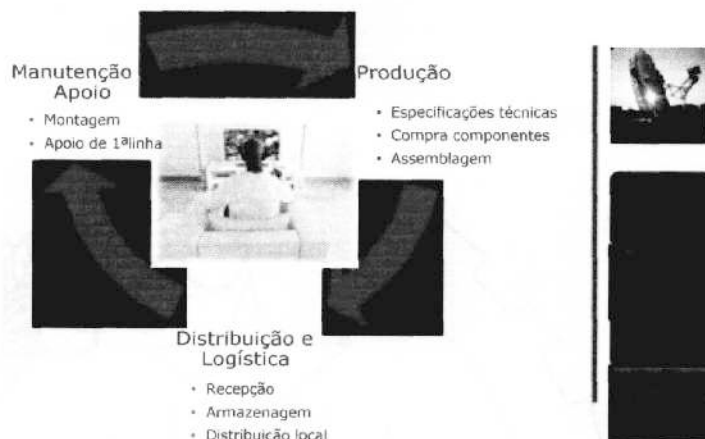 Manutenção
Apoio
• Montagem
• Apoio de 1ªlinha
Produção
• Especificações técnicas
• Compra componentes
• Assemblagem
Distribuição e
Logística
• Recepção
• Armazenagem
• Distribuição local